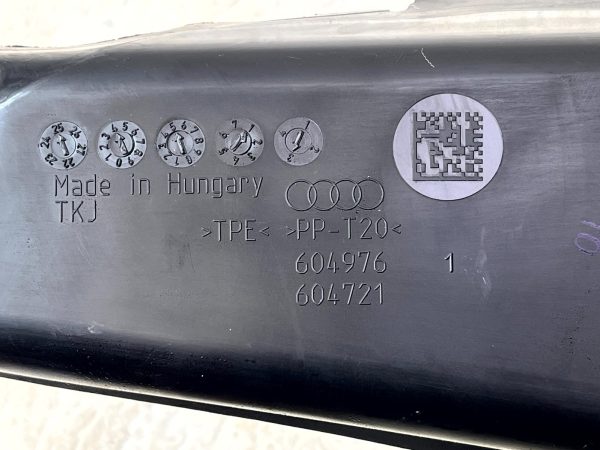 Made in Hungary
TKJ
>TPE< >PP-T20<
604976 1
604721